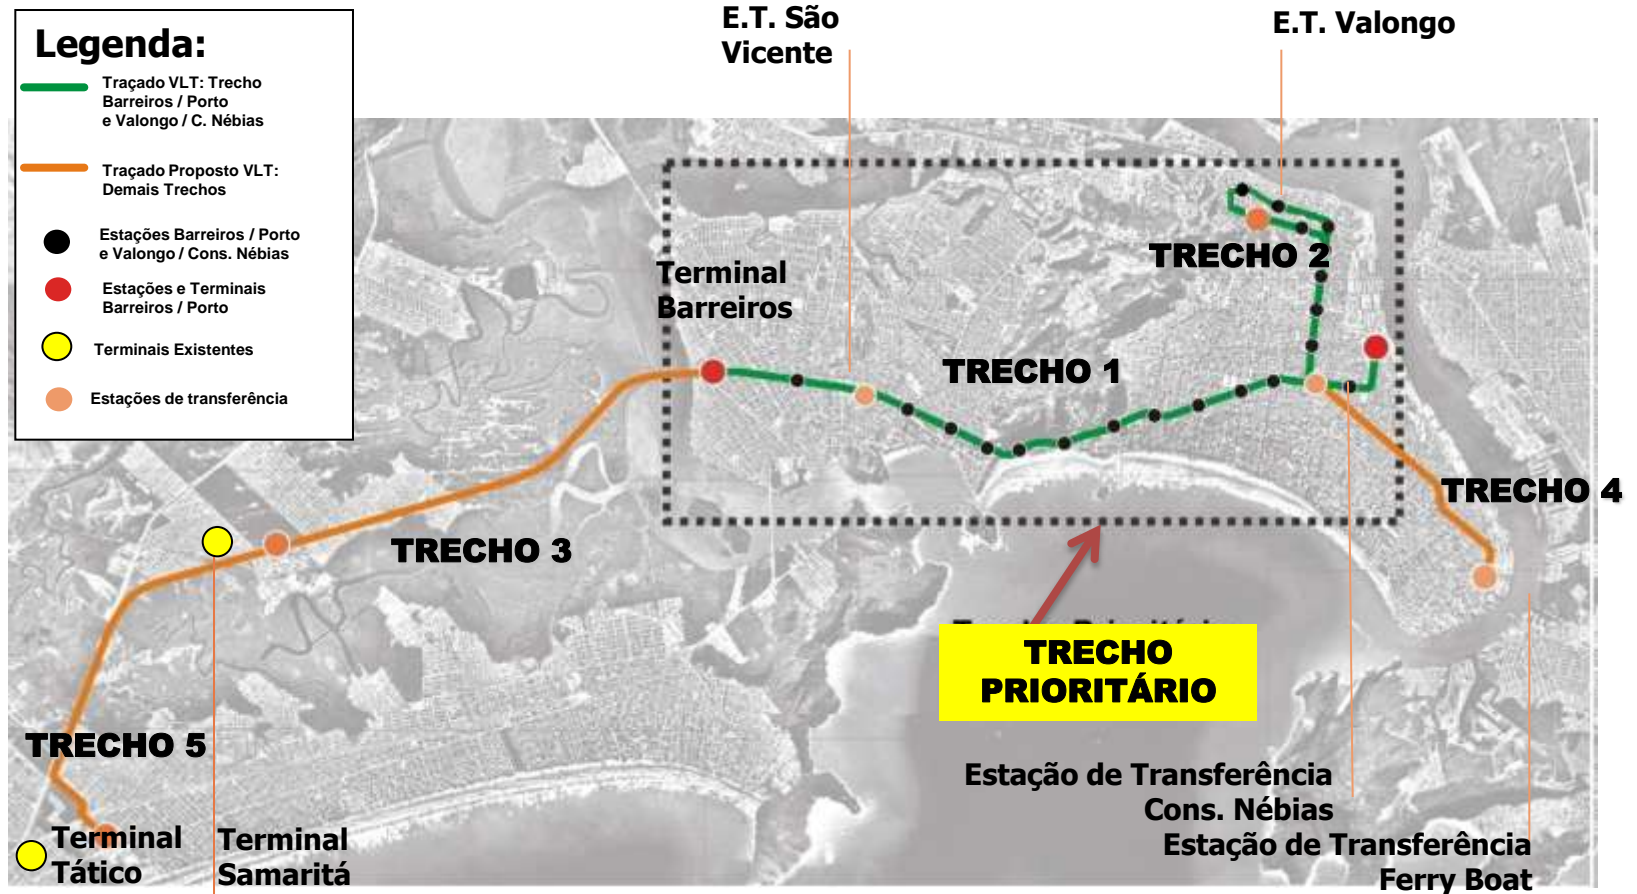 E.T. São
Vicente
E.T. Valongo
Legenda:
Traçado VLT: Trecho
Barreiros / Porto
e Valongo / C. Nébias
Traçado Proposto VLT:
Demais Trechos
Estações Barreiros / Porto
e Valongo / Cons. Nébias
Estações e Terminais
Barreiros / Porto
Terminais Existentes
Estações de transferência
Terminal
Barreiros
TRECHO 2
TRECHO 1
TRECHO 4
TRECHO 3
TRECHO
PRIORITÁRIO
TRECHO 5
Estação de Transferência
Cons. Nébias
Estação de Transferência
Ferry Boat
Terminal
Tático
Terminal
Samaritá